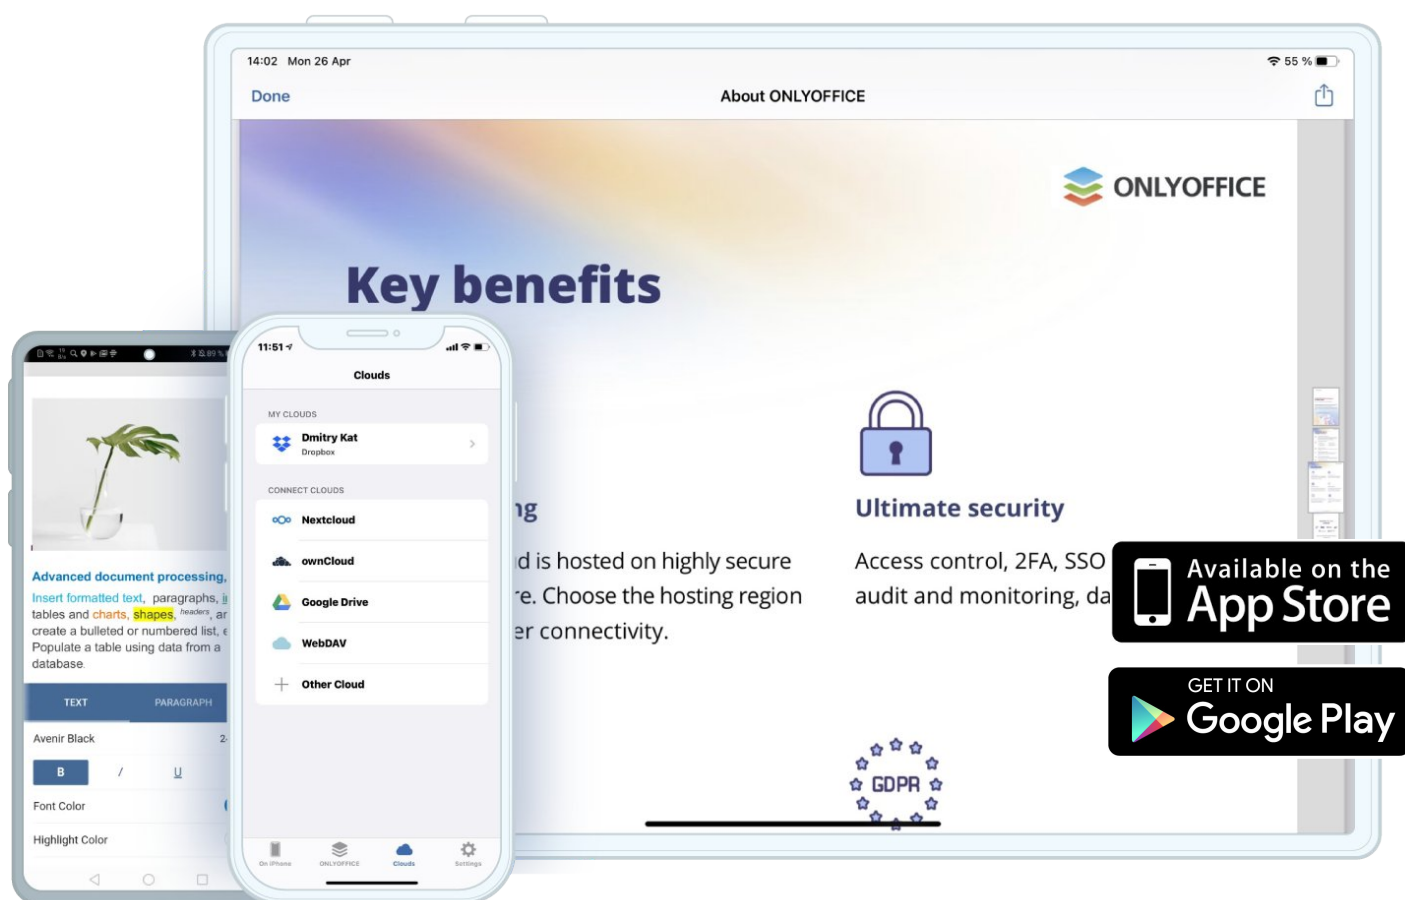 14:02 Mon 26 Apr
55 %
Done
About ONLYOFFICE
ONLYOFFICE
Key benefits
ng
Ultimate security
d is hosted on highly secure
re. Choose the hosting region
er connectivity.
Access control, 2FA, SSO
audit and monitoring, da
GDPR
Available on the
App Store
GET IT ON
Google Play
11:51
Clouds
MY CLOUDS
Dmitry Kat
Dropbox
CONNECT CLOUDS
Nextcloud
ownCloud
Google Drive
WebDAV
Other Cloud
On iPhone
ONLYOFFICE
Clouds
Settings
Advanced document processing,
Insert formatted text, paragraphs,
tables and charts, shapes, headers, ar
create a bulleted or numbered list, e
Populate a table using data from a
database.
TEXT
PARAGRAPH
Avenir Black
B
I
U
Font Color
Highlight Color